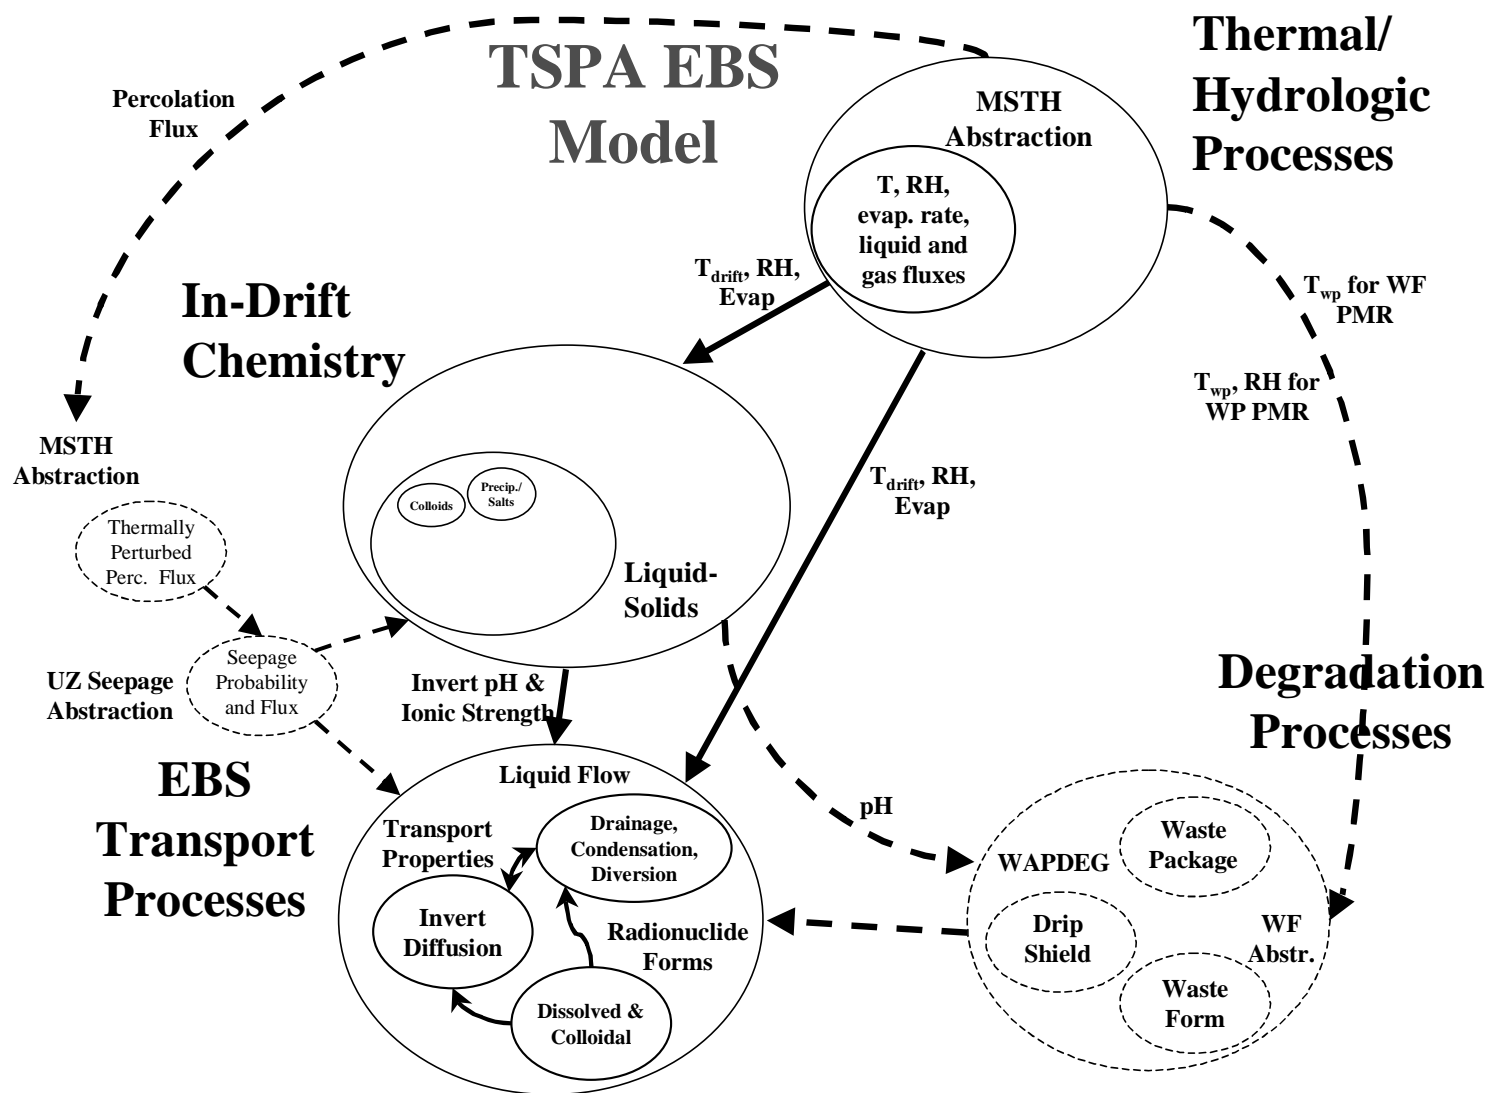 TSPA EBS
Model
Thermal/
Hydrologic
Processes
Percolation
Flux
MSTH
Abstraction
T, RH,
evap. rate,
liquid and
gas fluxes
T_drift, RH,
Evap
T_wp for WF
PMR
In-Drift
Chemistry
T_wp, RH for
WP PMR
MSTH
Abstraction
Colloids
Precip./
Salts
T_drift, RH,
Evap
Thermally
Perturbed
Perc. Flux
Liquid-
Solids
UZ Seepage
Abstraction
Seepage
Probability
and Flux
Invert pH &
Ionic Strength
Degradation
Processes
EBS
Transport
Processes
Liquid Flow
Transport
Properties
Drainage,
Condensation,
Diversion
pH
Invert
Diffusion
Radionuclide
Forms
Dissolved &
Colloidal
WAPDEG
Waste
Package
Drip
Shield
WF
Abstr.
Waste
Form